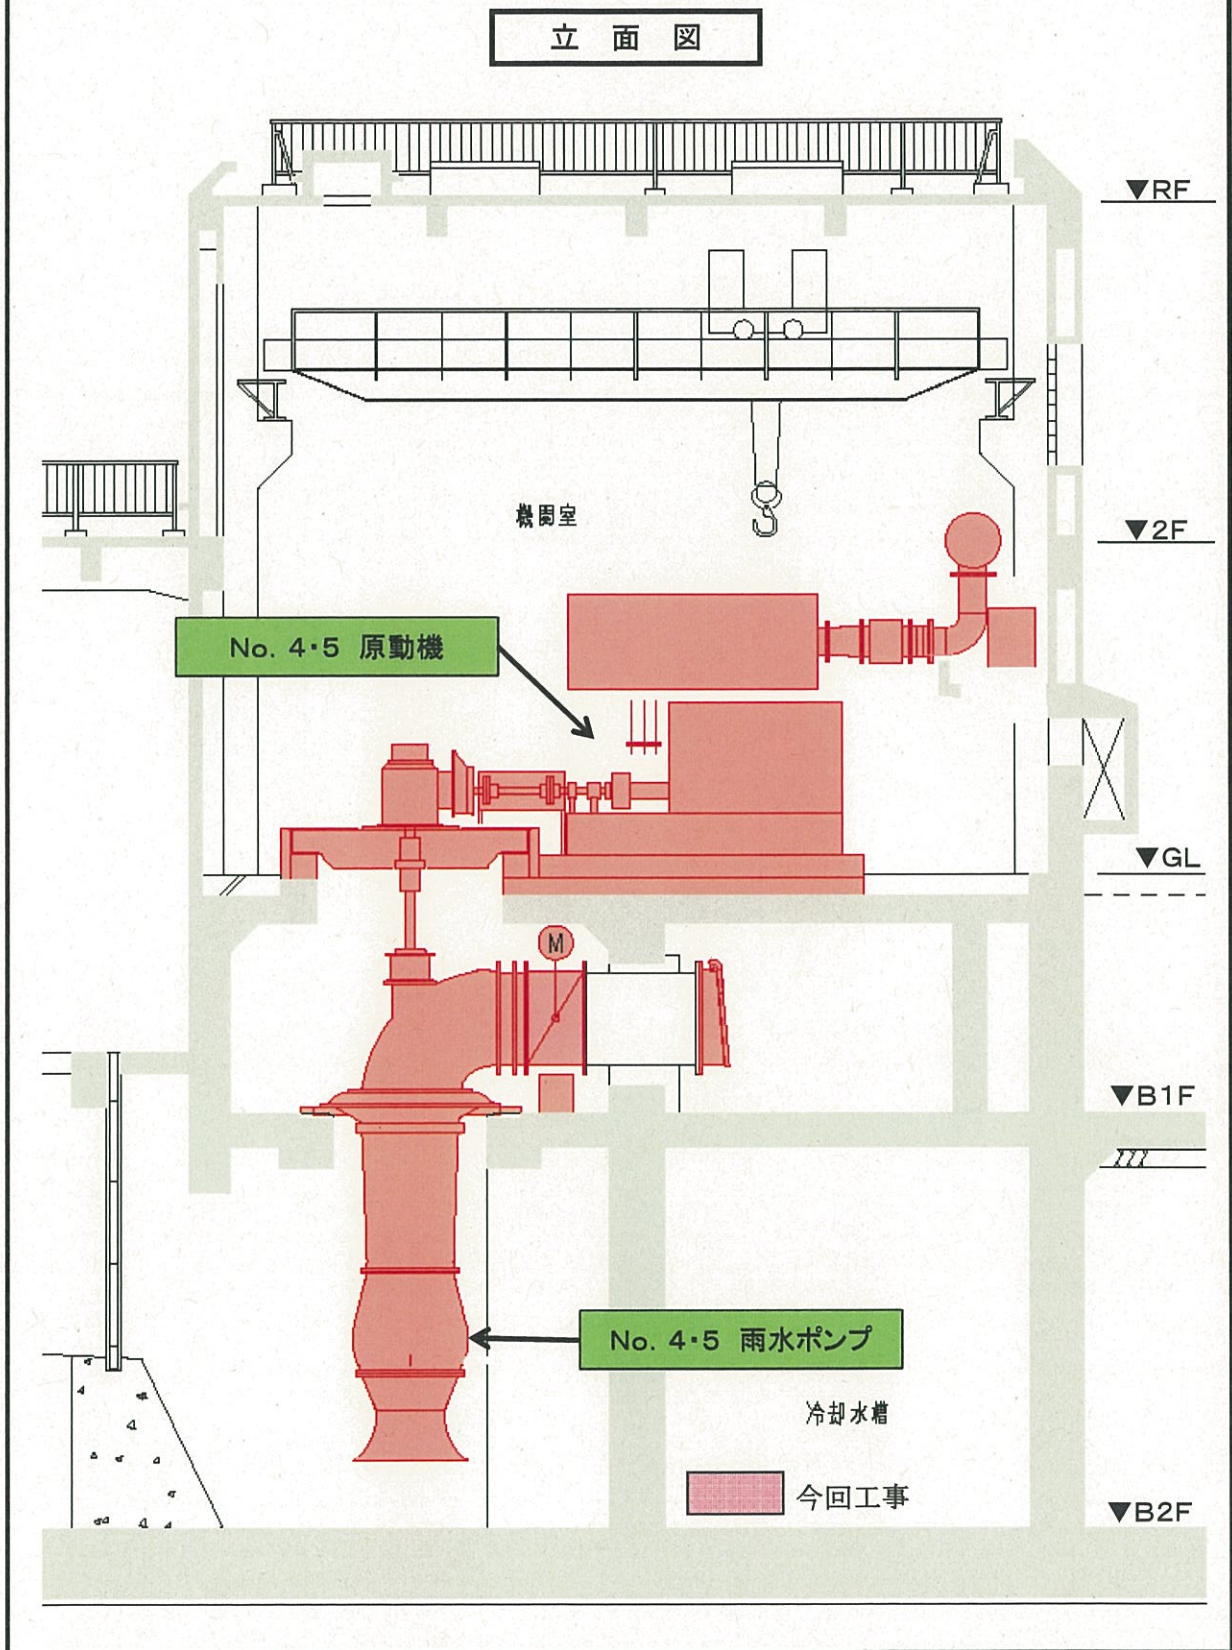 立 面 図
▼RF
機関室
▼2F
No. 4・5 原動機
▼GL
M
▼B1F
No. 4・5 雨水ポンプ
冷却水槽
今回工事
▼B2F